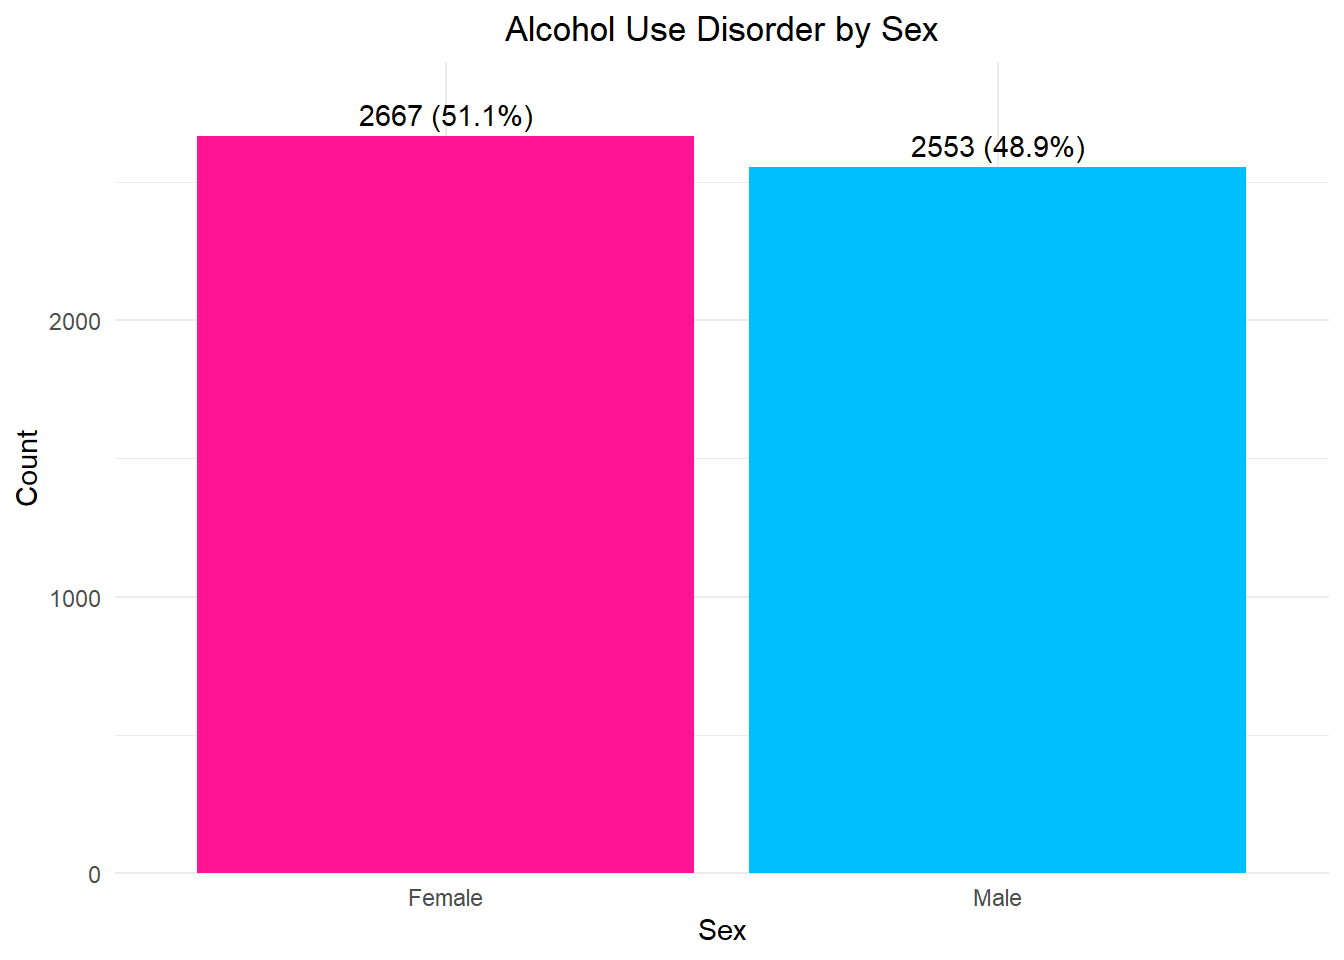 Alcohol Use Disorder by Sex
2667 (51.1%)
2553 (48.9%)
2000
1000
0
Count
Female
Male
Sex